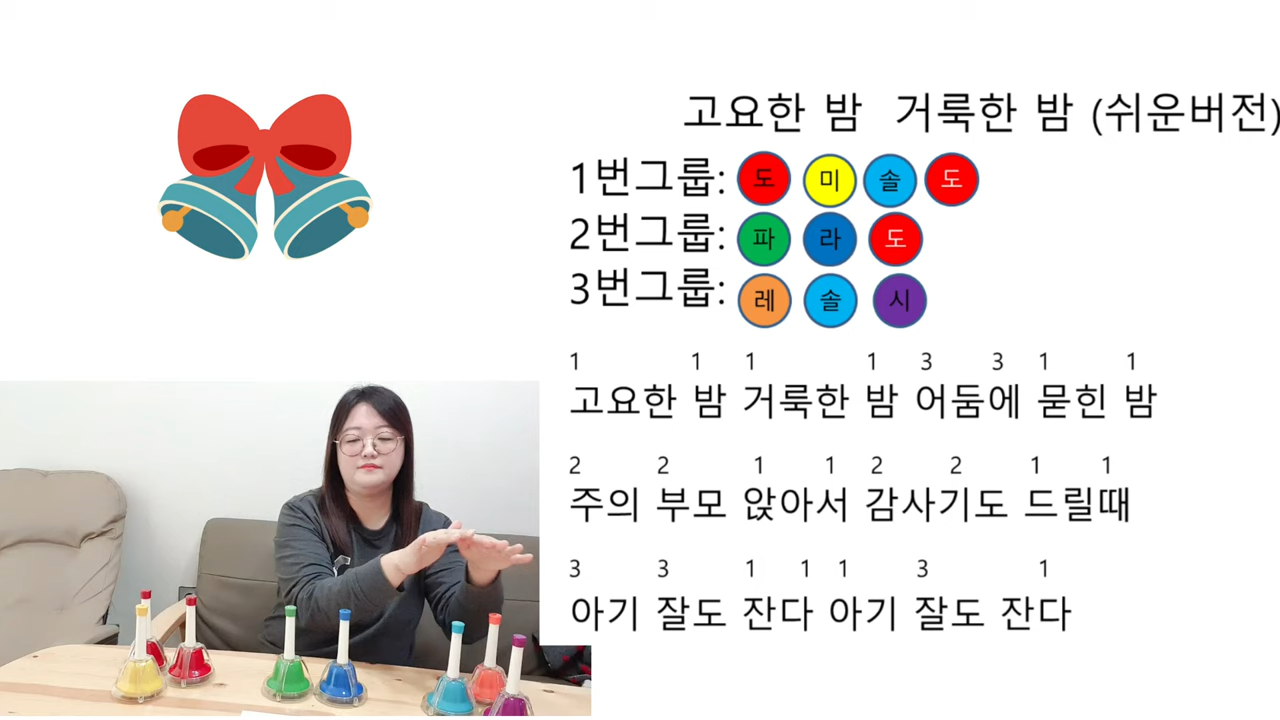 고요한 밤 거룩한 밤 (쉬운버전)
1번그룹: 도 미 솔 도
2번그룹: 파 라 도
3번그룹: 레 솔 시
1 1 1 1 3 3 1 1
고요한 밤 거룩한 밤 어둠에 묻힌 밤
2 2 1 1 2 2 1 1
주의 부모 앉아서 감사기도 드릴때
3 3 1 1 1 3 1
아기 잘도 잔다 아기 잘도 잔다